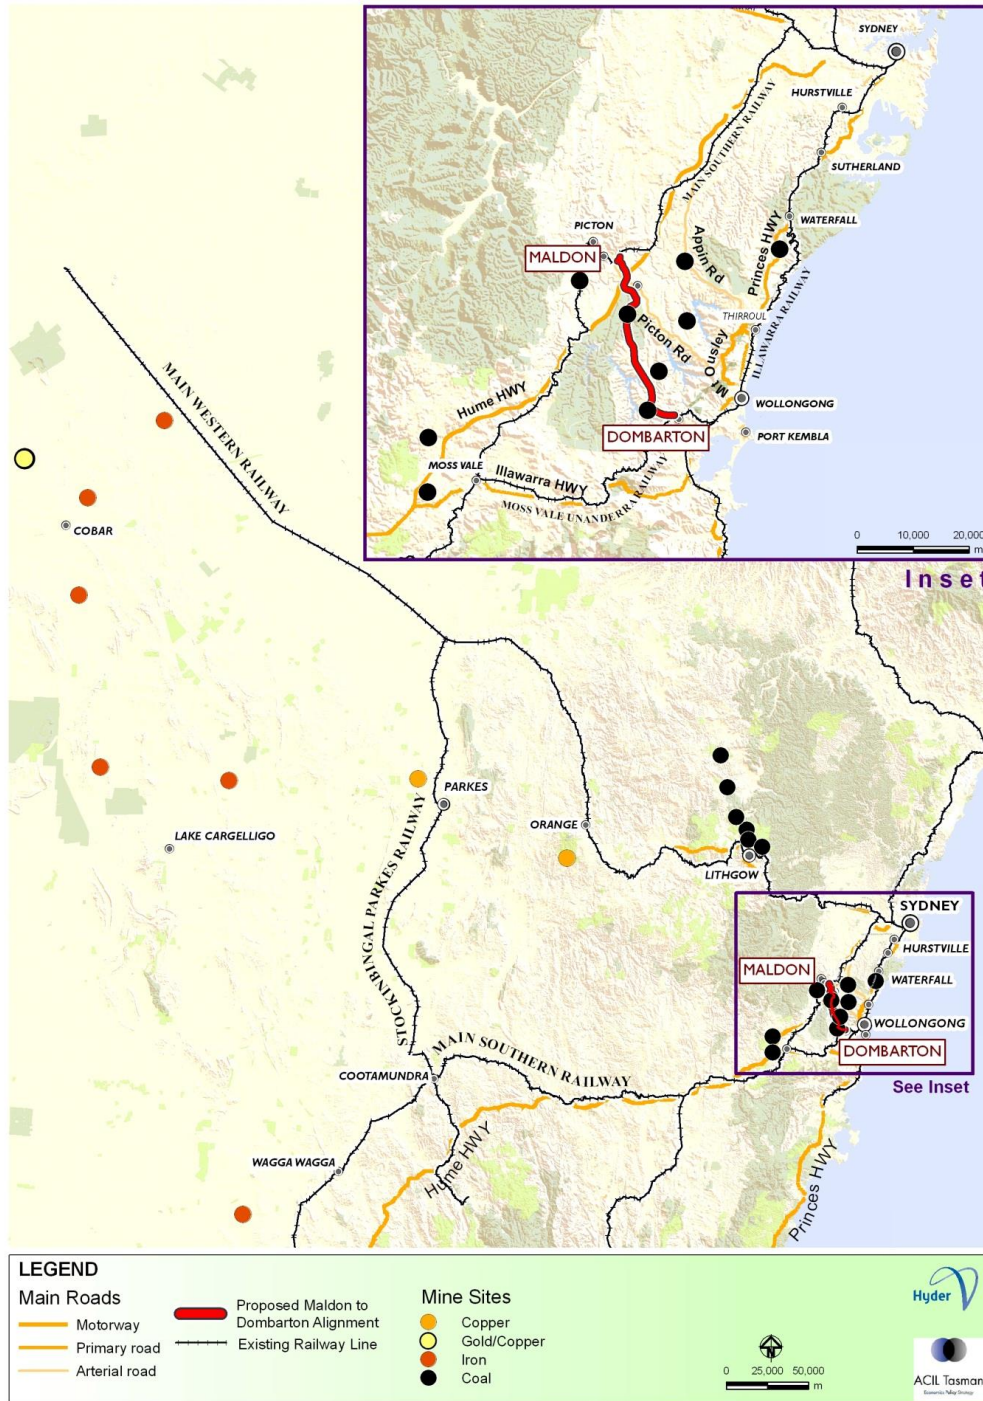 SYDNEY
HURSTVILLE
MAIN SOUTHERN RAILWAY
SUTHERLAND
PICTON
WATERFALL
MALDON
Appin Rd
Princes HWY
THIRROUL
ILLAWARRA RAILWAY
Picton Rd
Mt Ousley
Hume HWY
WOLLONGONG
DOMBARTON
PORT KEMBLA
MOSS VALE
Illawarra HWY
MOSS VALE UNANDERRA RAILWAY
0 10,000 20,000
m
Inset
MAIN WESTERN RAILWAY
COBAR
PARKES
LAKE CARGELLIGO
ORANGE
STOCKINBINGAL PARKES RAILWAY
LITHGOW
SYDNEY
HURSTVILLE
MALDON
WATERFALL
WOLLONGONG
DOMBARTON
MAIN SOUTHERN RAILWAY
COOTAMUNDRA
See Inset
WAGGA WAGGA
Hume HWY
Princes HWY
LEGEND
Main Roads
Motorway
Primary road
Arterial road
Proposed Maldon to
Dombarton Alignment
Existing Railway Line
Mine Sites
Copper
Gold/Copper
Iron
Coal
0 25,000 50,000
m
Hyder
ACIL Tasman
Economics Policy Strategy